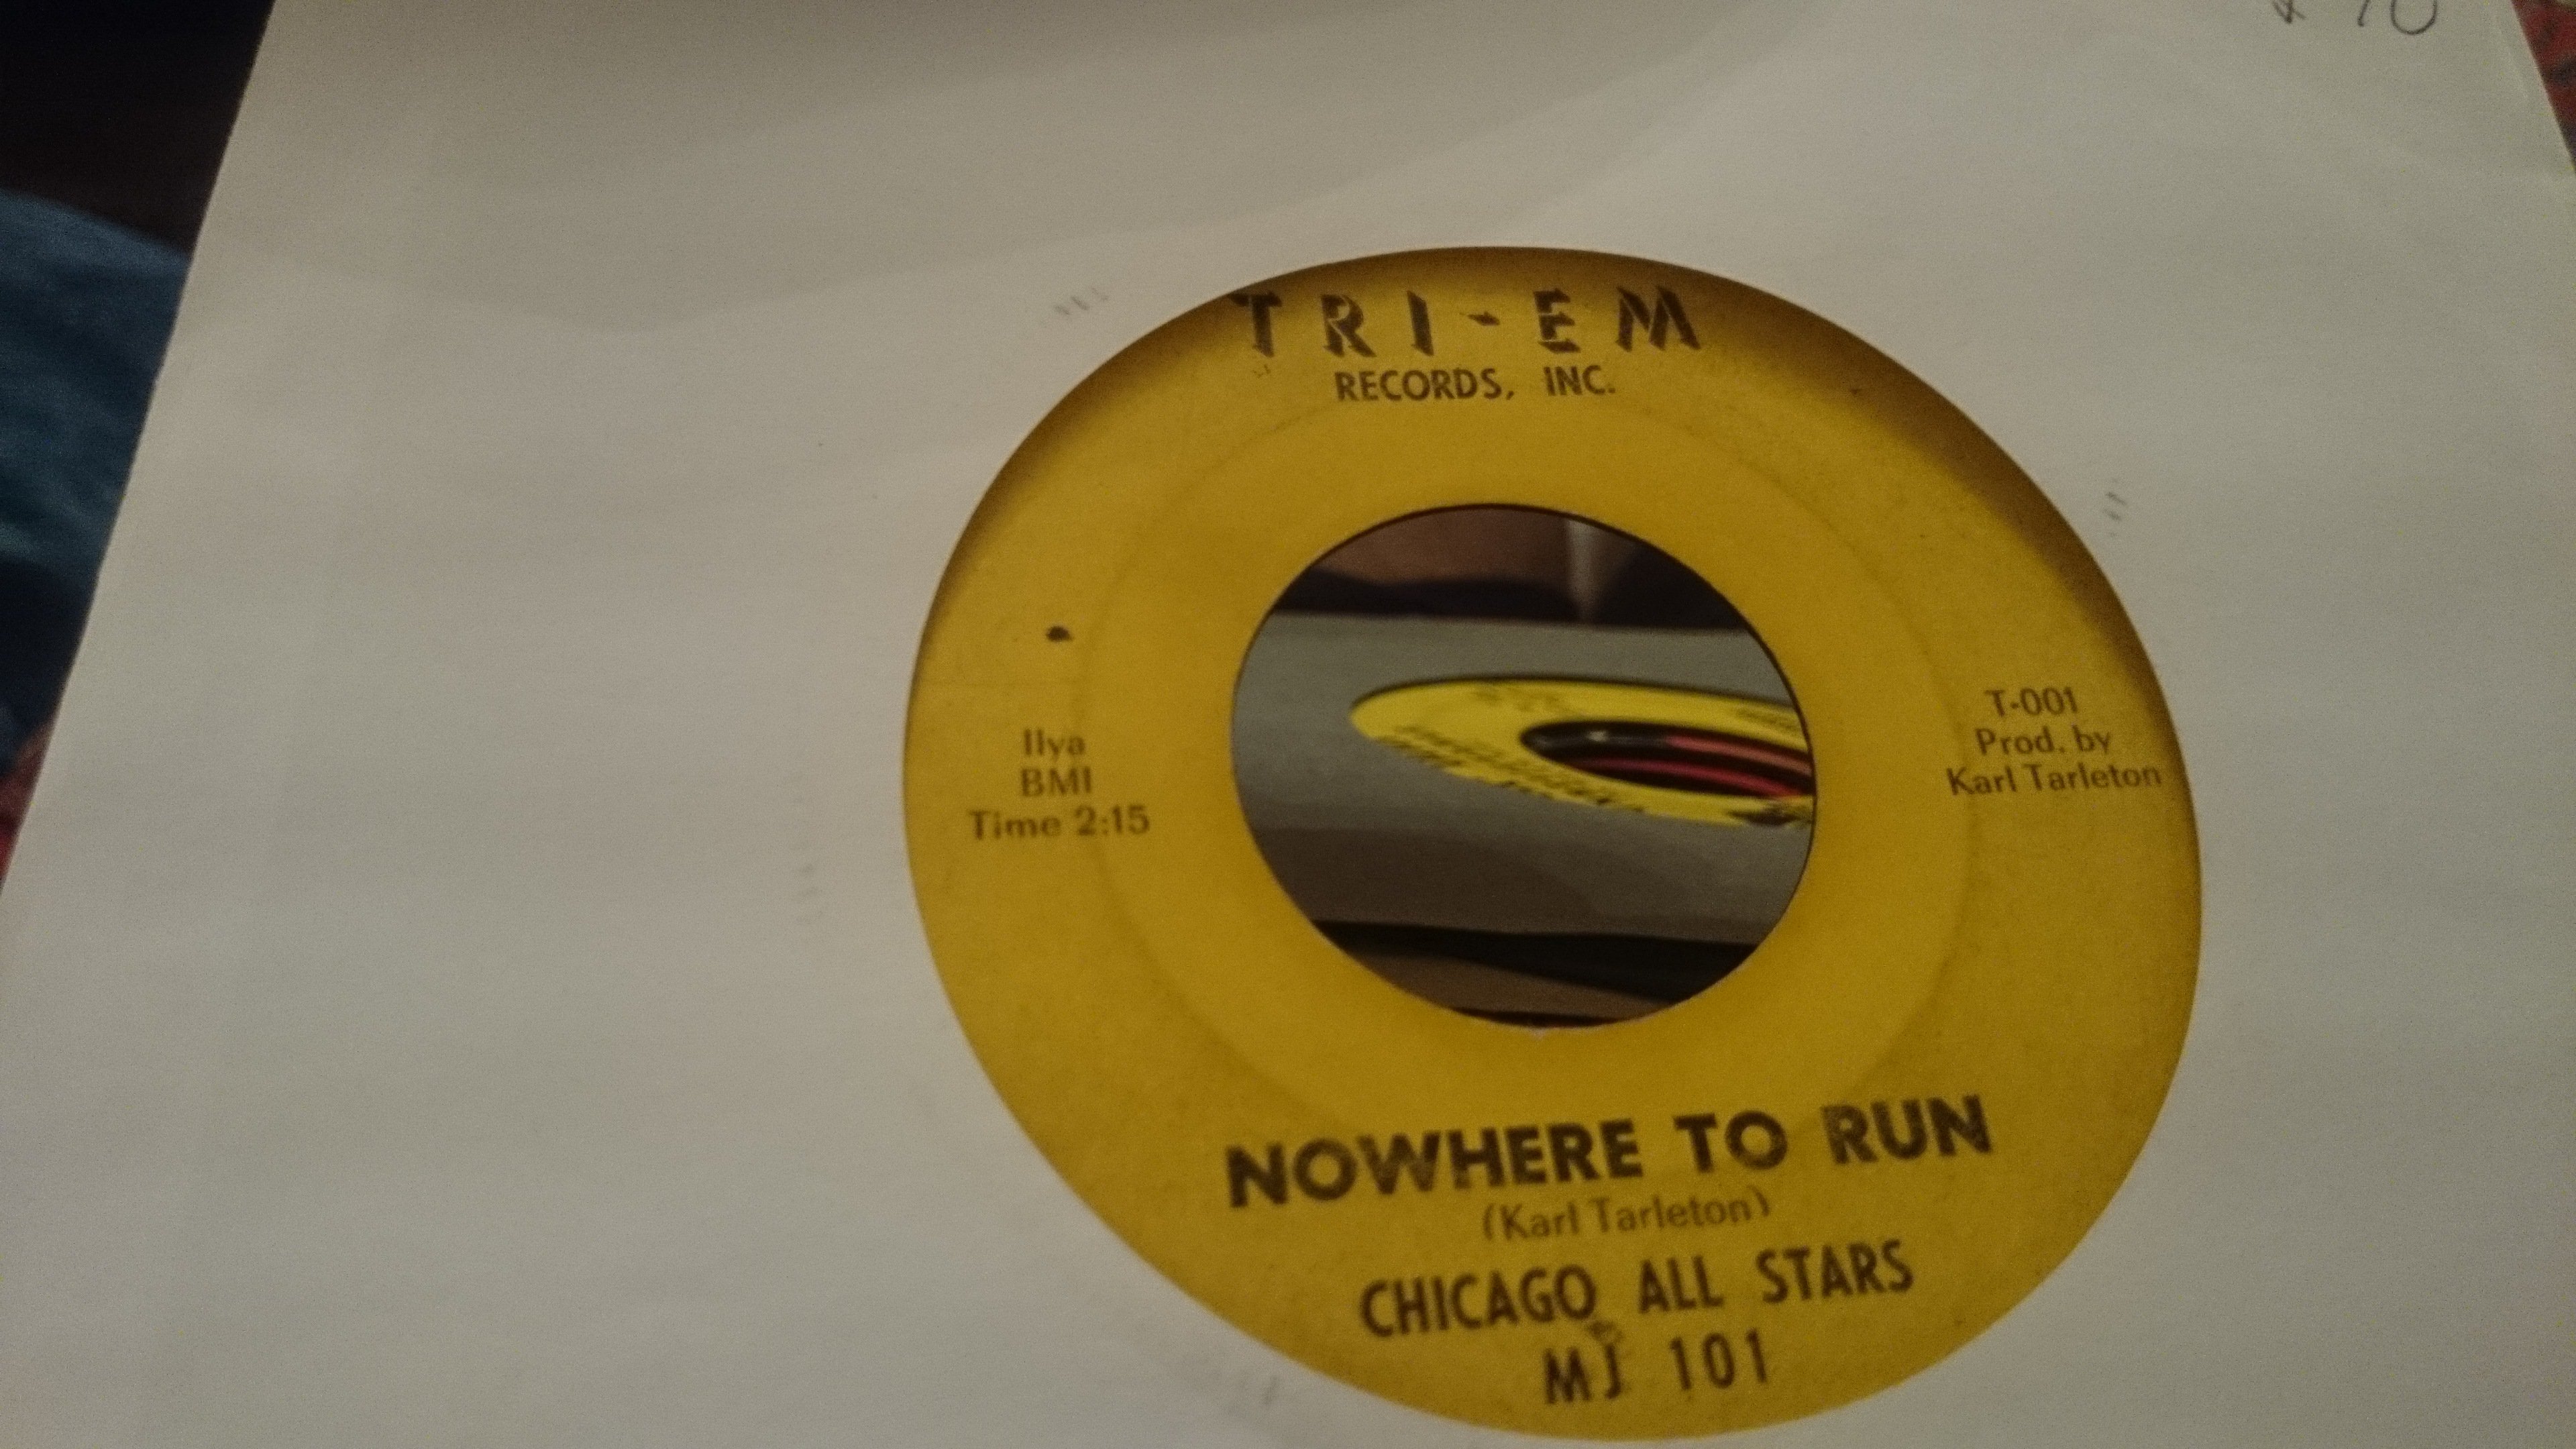 TRI-EM
RECORDS, INC.
Ilya
BMI
Time 2:15
T-001
Prod. by
Karl Tarleton
NOWHERE TO RUN
(Karl Tarleton)
CHICAGO ALL STARS
MJ 101